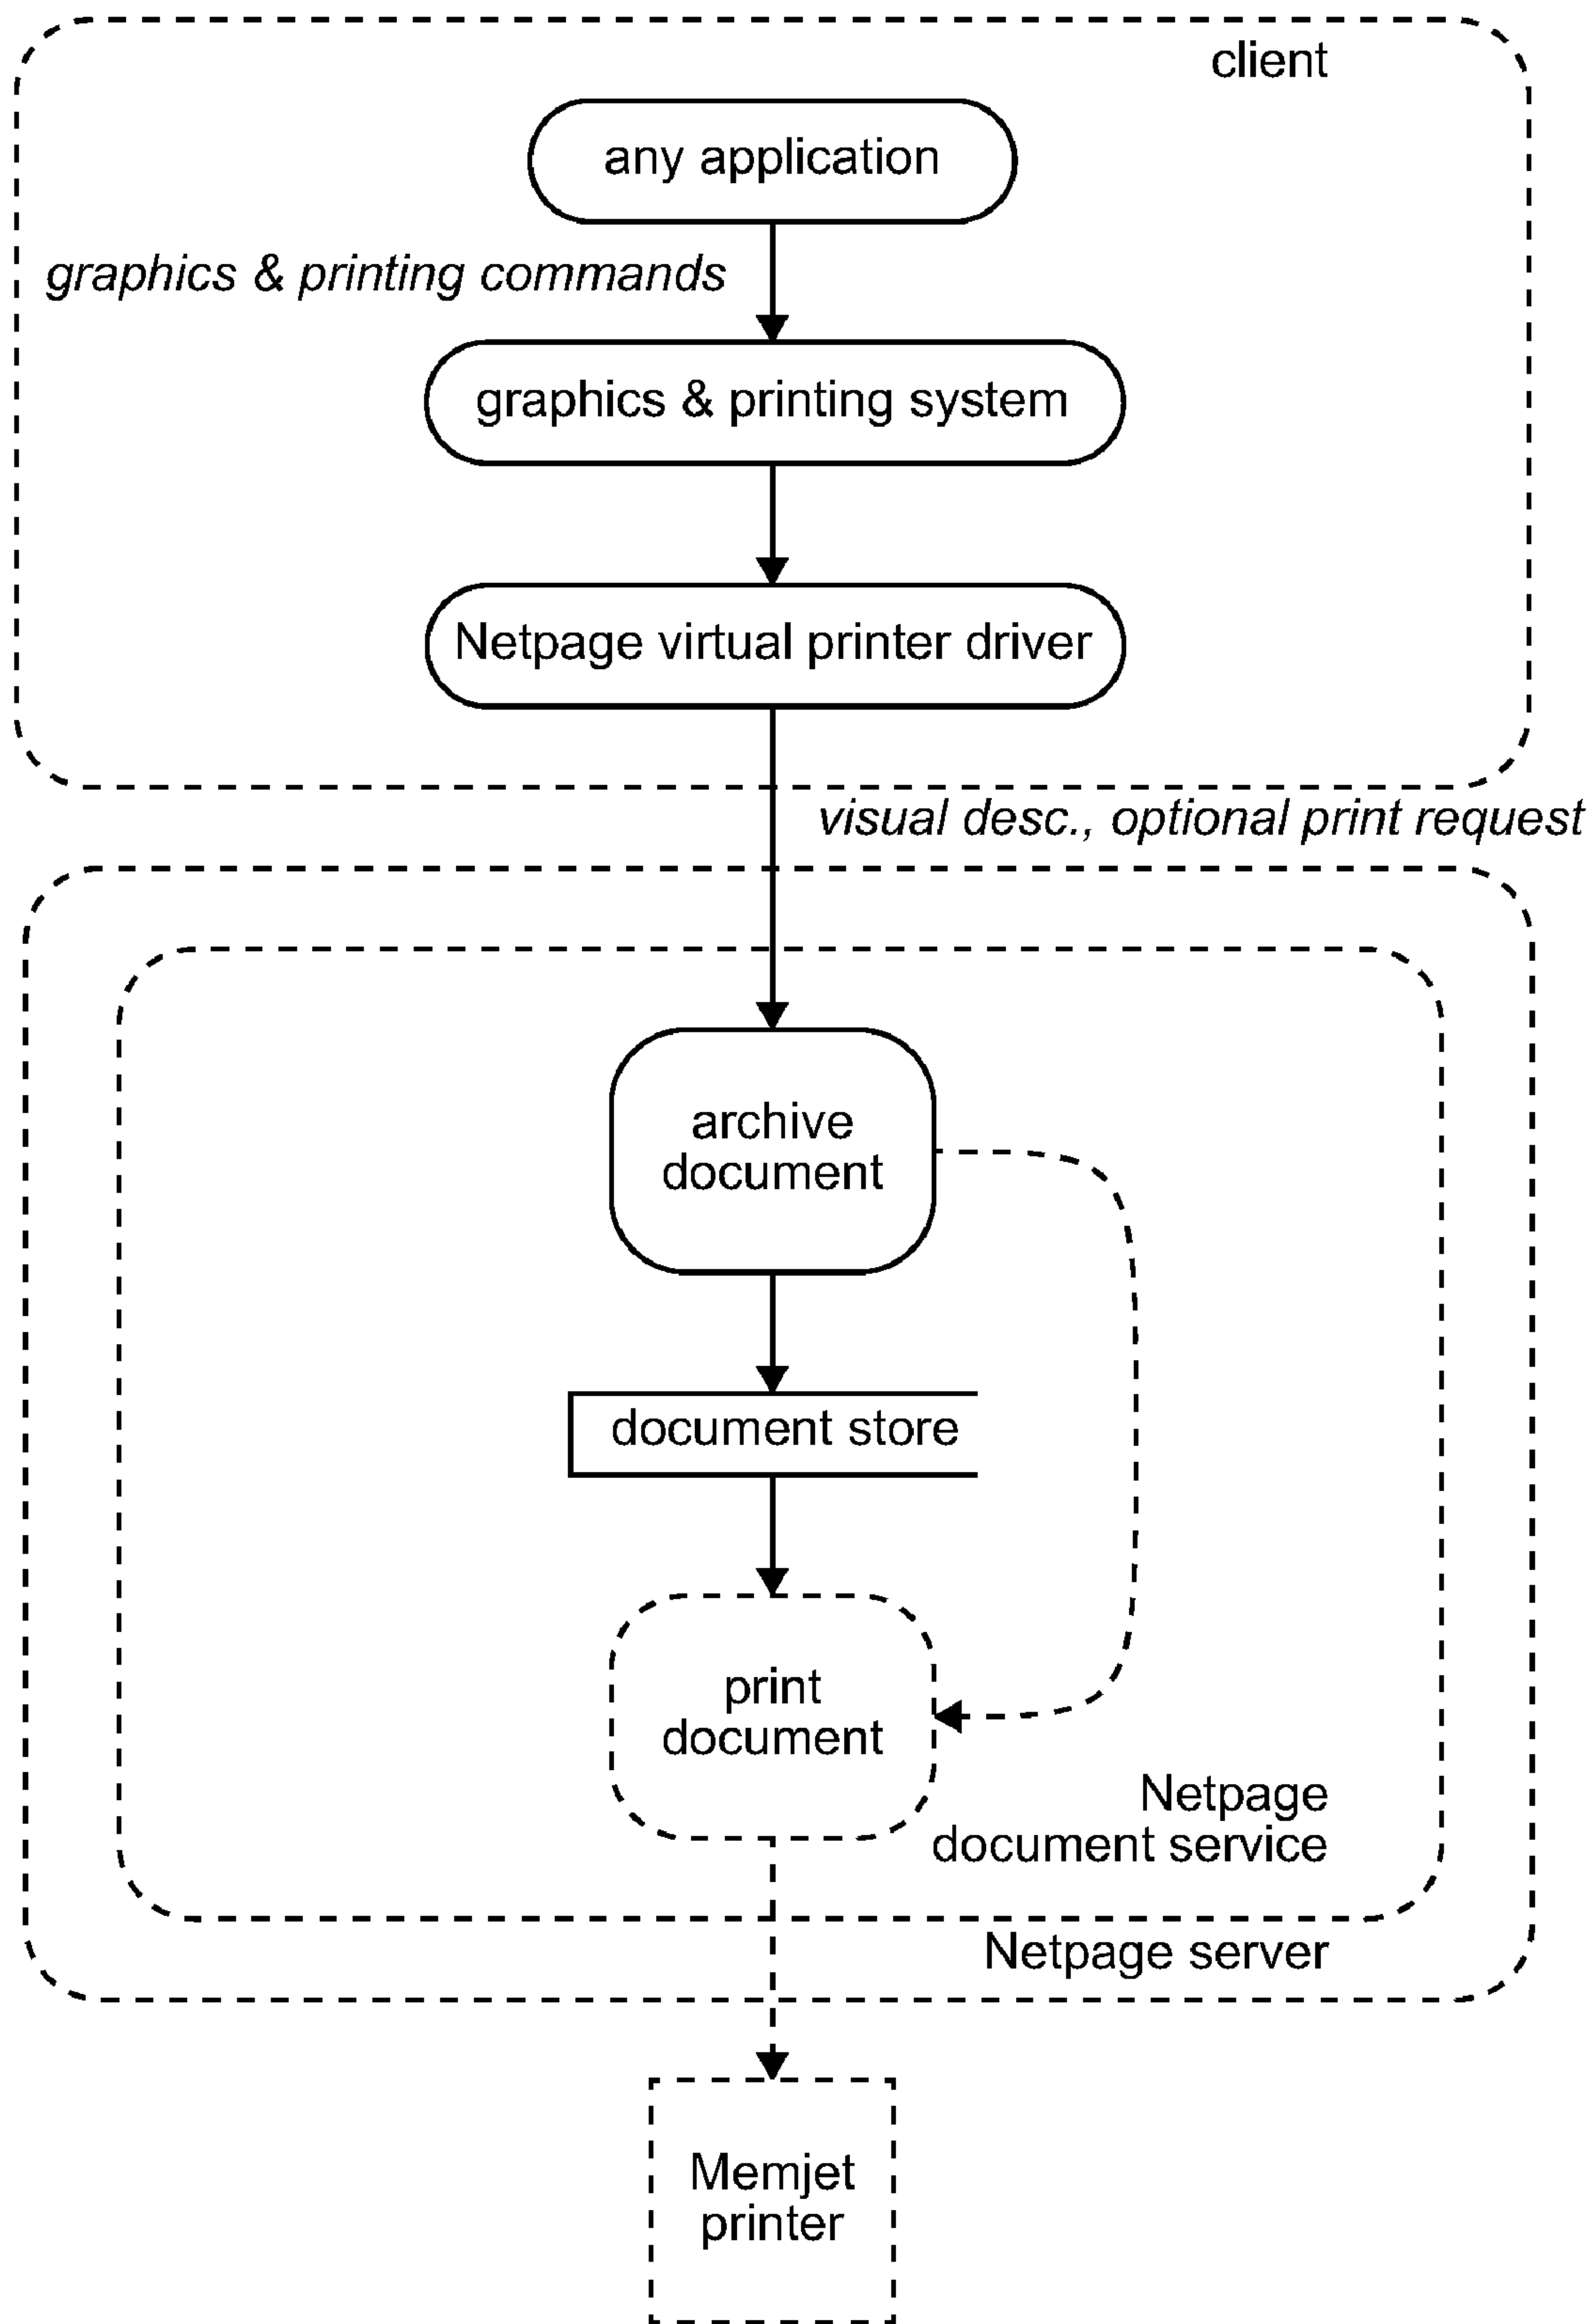 client
any application
graphics & printing commands
graphics & printing system
Netpage virtual printer driver
visual desc., optional print request
archive
document
document store
print
document
Netpage
document service
Netpage server
Memjet
printer